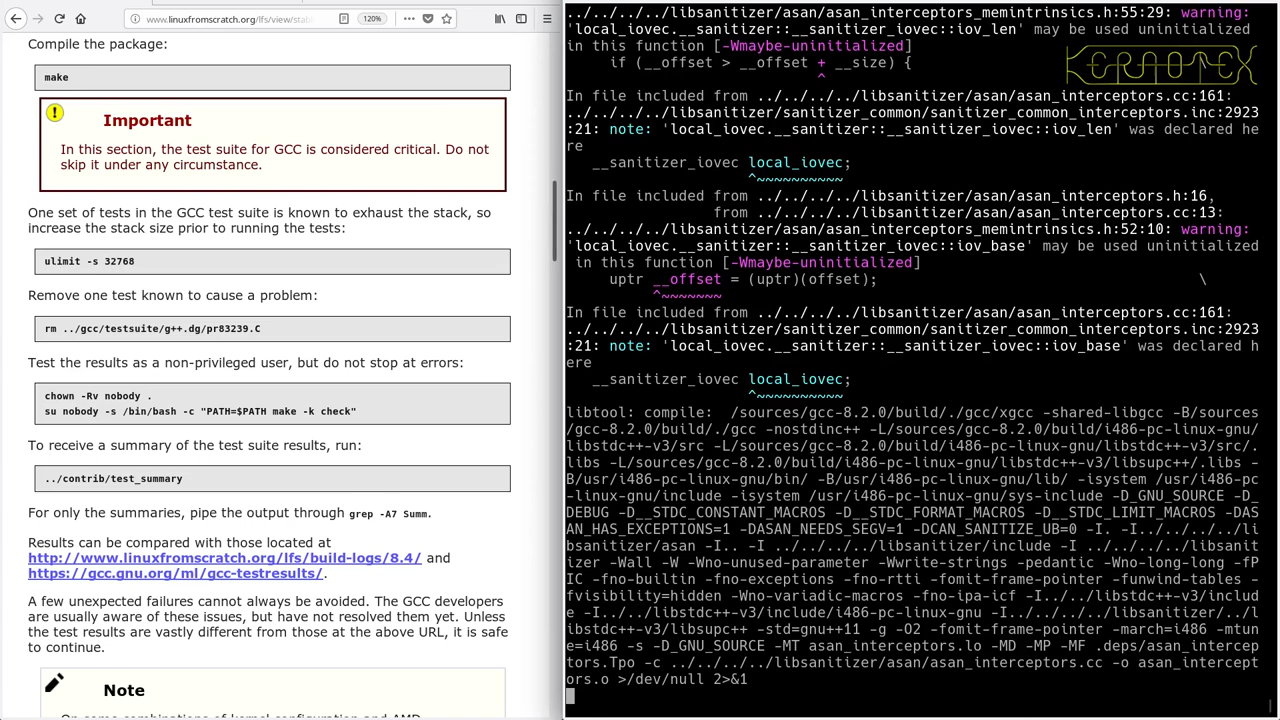 www.linuxfromscratch.org/lfs/view/stab
120%
Compile the package:
make
Important
In this section, the test suite for GCC is considered critical. Do not
skip it under any circumstance.
One set of tests in the GCC test suite is known to exhaust the stack, so
increase the stack size prior to running the tests:
ulimit -s 32768
Remove one test known to cause a problem:
rm ../gcc/testsuite/g++.dg/pr83239.C
Test the results as a non-privileged user, but do not stop at errors:
chown -Rv nobody .
su nobody -s /bin/bash -c "PATH=$PATH make -k check"
To receive a summary of the test suite results, run:
../contrib/test_summary
For only the summaries, pipe the output through grep -A7 Summ.
Results can be compared with those located at
http://www.linuxfromscratch.org/lfs/build-logs/8.4/ and
https://gcc.gnu.org/ml/gcc-testresults/.
A few unexpected failures cannot always be avoided. The GCC developers
are usually aware of these issues, but have not resolved them yet. Unless
the test results are vastly different from those at the above URL, it is safe
to continue.
Note
On some combinations of kernel configuration and AMD
../../../../libsanitizer/asan/asan_interceptors_memintrinsics.h:55:29: warning:
'local_iovec.__sanitizer::__sanitizer_iovec::iov_len' may be used uninitialized
in this function [-Wmaybe-uninitialized]
if (__offset > __offset + __size) {
^
KERAOTEX
In file included from ../../../../libsanitizer/asan/asan_interceptors.cc:161:
../../../../libsanitizer/sanitizer_common/sanitizer_common_interceptors.inc:2923
:21: note: 'local_iovec.__sanitizer::__sanitizer_iovec::iov_len' was declared he
re
__sanitizer_iovec local_iovec;
^~~~~~~~~~~
In file included from ../../../../libsanitizer/asan/asan_interceptors.h:16,
from ../../../../libsanitizer/asan/asan_interceptors.cc:13:
../../../../libsanitizer/asan/asan_interceptors_memintrinsics.h:52:10: warning:
'local_iovec.__sanitizer::__sanitizer_iovec::iov_base' may be used uninitialized
in this function [-Wmaybe-uninitialized]
uptr __offset = (uptr)(offset); \
^~~~~~~~
In file included from ../../../../libsanitizer/asan/asan_interceptors.cc:161:
../../../../libsanitizer/sanitizer_common/sanitizer_common_interceptors.inc:2923
:21: note: 'local_iovec.__sanitizer::__sanitizer_iovec::iov_base' was declared h
ere
__sanitizer_iovec local_iovec;
^~~~~~~~~~~
libtool: compile:  /sources/gcc-8.2.0/build/./gcc/xgcc -shared-libgcc -B/sources
/gcc-8.2.0/build/./gcc -nostdinc++ -L/sources/gcc-8.2.0/build/i486-pc-linux-gnu/
libstdc++-v3/src -L/sources/gcc-8.2.0/build/i486-pc-linux-gnu/libstdc++-v3/src/.
libs -L/sources/gcc-8.2.0/build/i486-pc-linux-gnu/libstdc++-v3/libsupc++/.libs -
B/usr/i486-pc-linux-gnu/bin/ -B/usr/i486-pc-linux-gnu/lib/ -isystem /usr/i486-pc
-linux-gnu/include -isystem /usr/i486-pc-linux-gnu/sys-include -D_GNU_SOURCE -D_
DEBUG -D__STDC_CONSTANT_MACROS -D__STDC_FORMAT_MACROS -D__STDC_LIMIT_MACROS -DAS
AN_HAS_EXCEPTIONS=1 -DASAN_NEEDS_SEGV=1 -DCAN_SANITIZE_UB=0 -I. -I../../../../li
bsanitizer/asan -I.. -I ../../../../libsanitizer/include -I ../../../../libsanit
izer -Wall -W -Wno-unused-parameter -Wwrite-strings -pedantic -Wno-long-long -fP
IC -fno-builtin -fno-exceptions -fno-rtti -fomit-frame-pointer -funwind-tables -
fvisibility=hidden -Wno-variadic-macros -fno-ipa-icf -I../../libstdc++-v3/includ
e -I../../libstdc++-v3/include/i486-pc-linux-gnu -I../../../../libsanitizer/../l
ibstdc++-v3/libsupc++ -std=gnu++11 -g -O2 -fomit-frame-pointer -march=i486 -mtun
e=i486 -s -D_GNU_SOURCE -MT asan_interceptors.lo -MD -MP -MF .deps/asan_intercep
tors.Tpo -c ../../../../libsanitizer/asan/asan_interceptors.cc -o asan_intercept
ors.o >/dev/null 2>&1